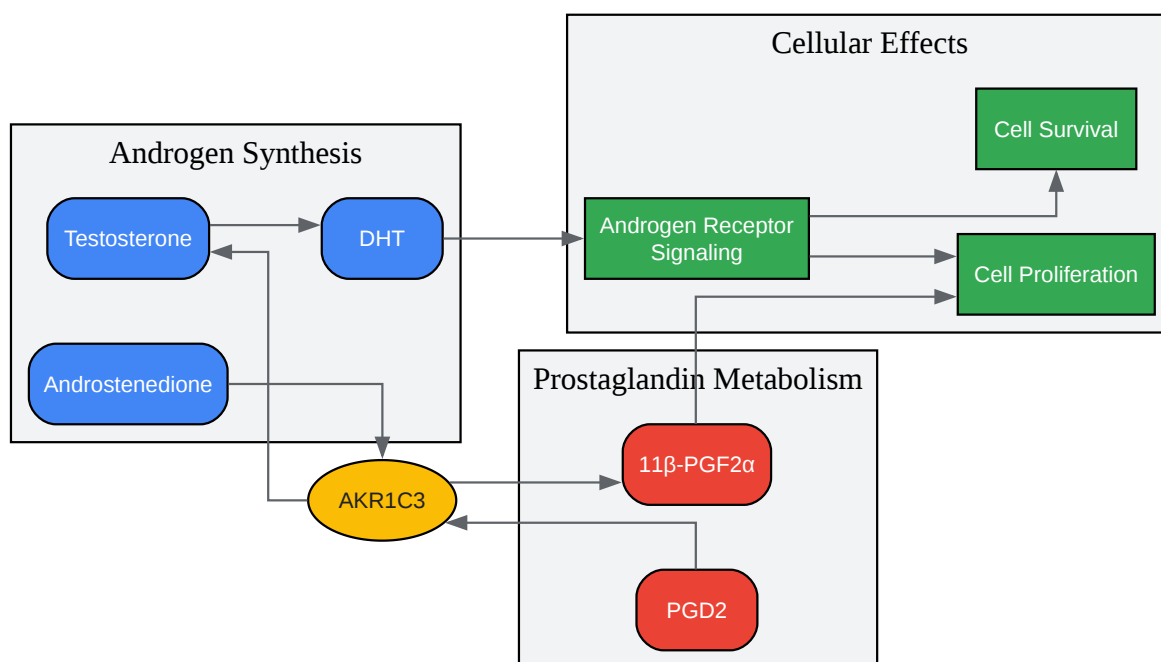 Cellular Effects
Cell Survival
Androgen Synthesis
Testosterone
DHT
Androgen Receptor
Signaling
Cell Proliferation
Androstenedione
Prostaglandin Metabolism
11β-PGF2α
AKR1C3
PGD2